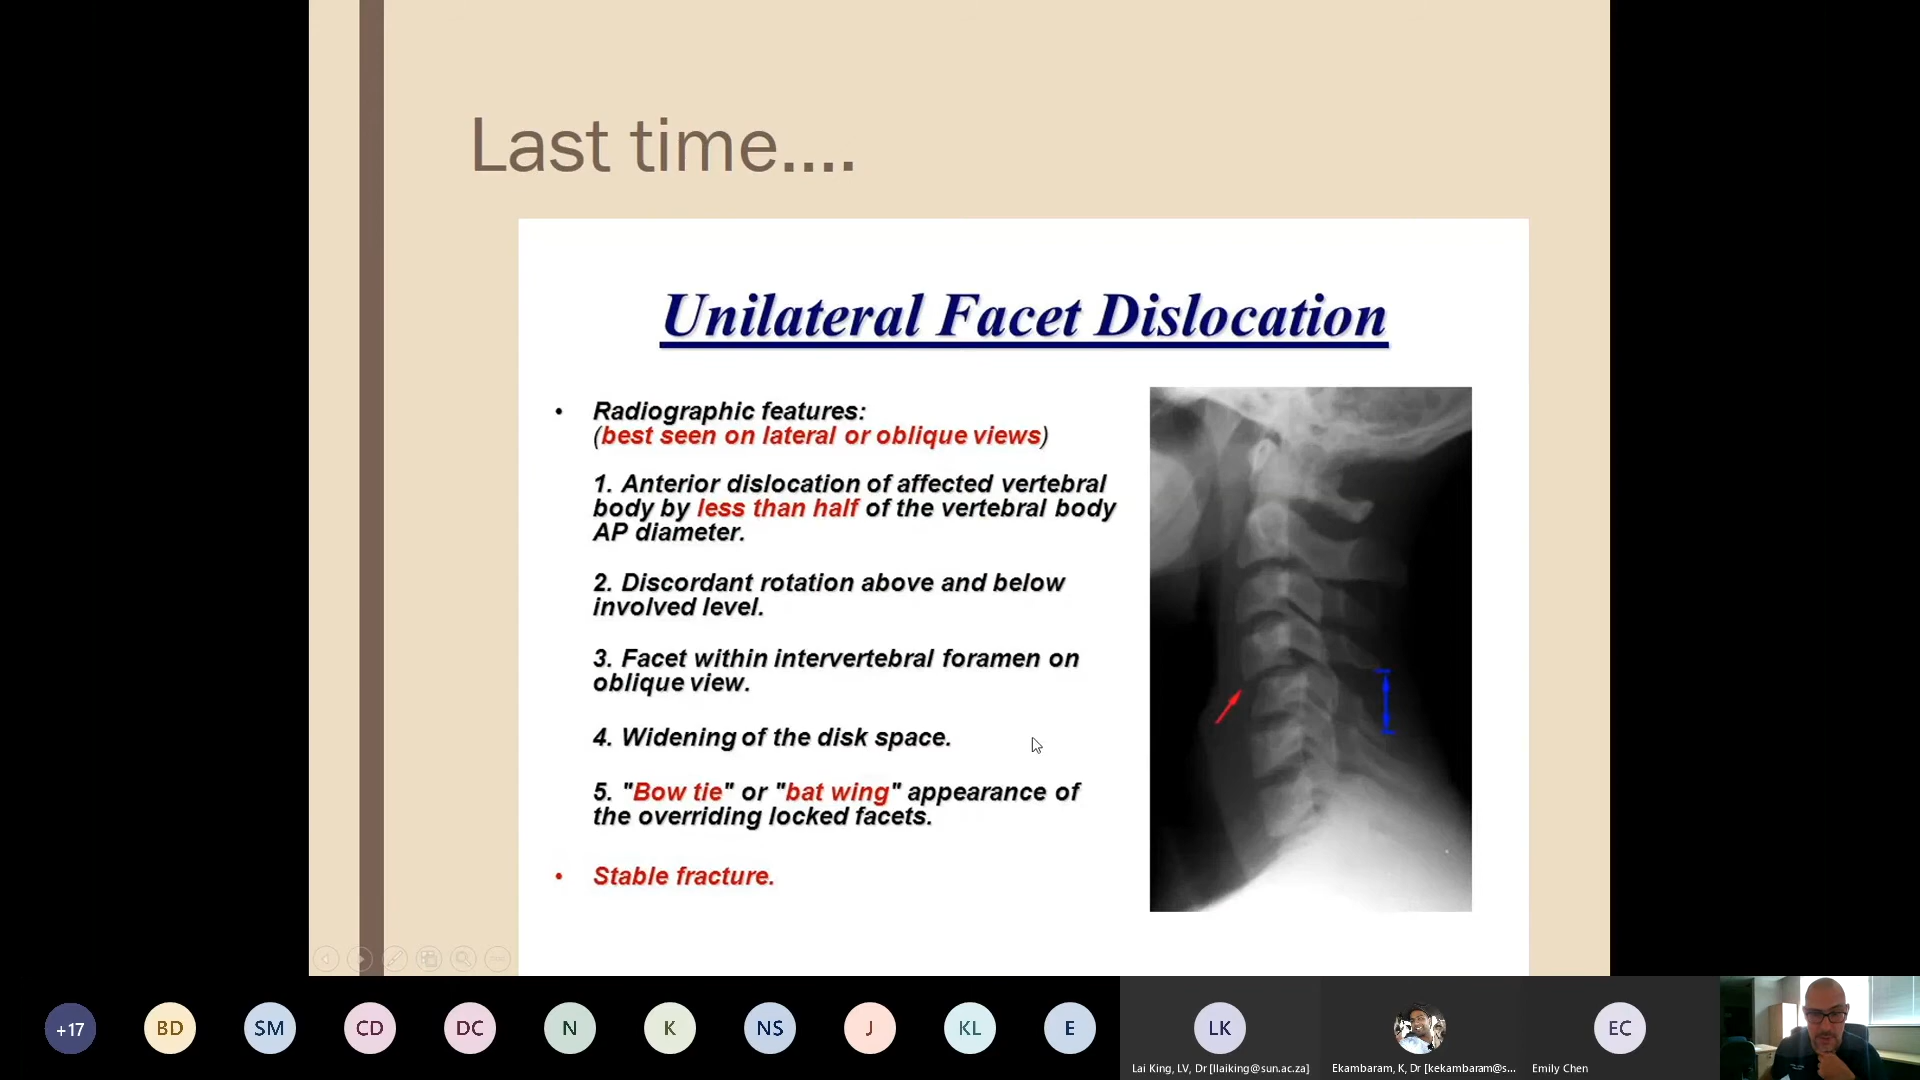 Last time....
Unilateral Facet Dislocation
• Radiographic features:
(best seen on lateral or oblique views)
1. Anterior dislocation of affected vertebral
body by less than half of the vertebral body
AP diameter.
2. Discordant rotation above and below
involved level.
3. Facet within intervertebral foramen on
oblique view.
4. Widening of the disk space.
5. "Bow tie" or "bat wing" appearance of
the overriding locked facets.
• Stable fracture.
+17
BD
SM
CD
DC
N
K
NS
J
KL
E
LK
EC
Lai King, LV, Dr [llaiking@sun.ac.za]
Ekambaram, K, Dr [kekambaram@s...
Emily Chen